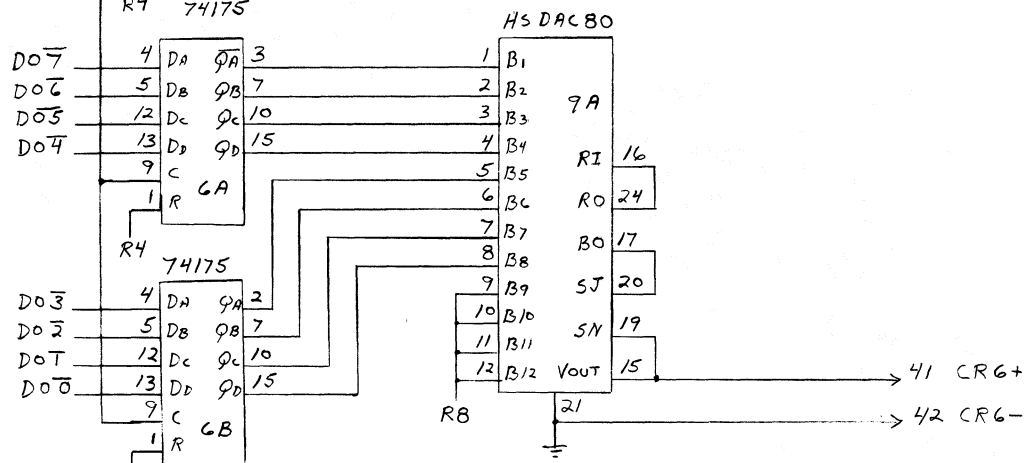 R4 74175
HSDAC80
DO7̅ 4 DA Q̅A̅ 3 1 B1
DO6̅ 5 DB QB 7 2 B2
9A
DO5̅ 12 DC QC 10 3 B3
DO4̅ 13 DD QD 15 4 B4
RI 16
9 C 5 B5
1 R 6A 6 B6 RO 24
R4 7 B7 BO 17
74175 8 B8
9 B9 SJ 20
DO3̅ 4 DA QA 2 10 B10
DO2̅ 5 DB QB 7 SN 19
11 B11
DO1̅ 12 DC QC 10
12 B12 VOUT 15 41 CR6+
DO0̅ 13 DD QD 15
R8 21
9 C 42 CR6-
1 R 6B